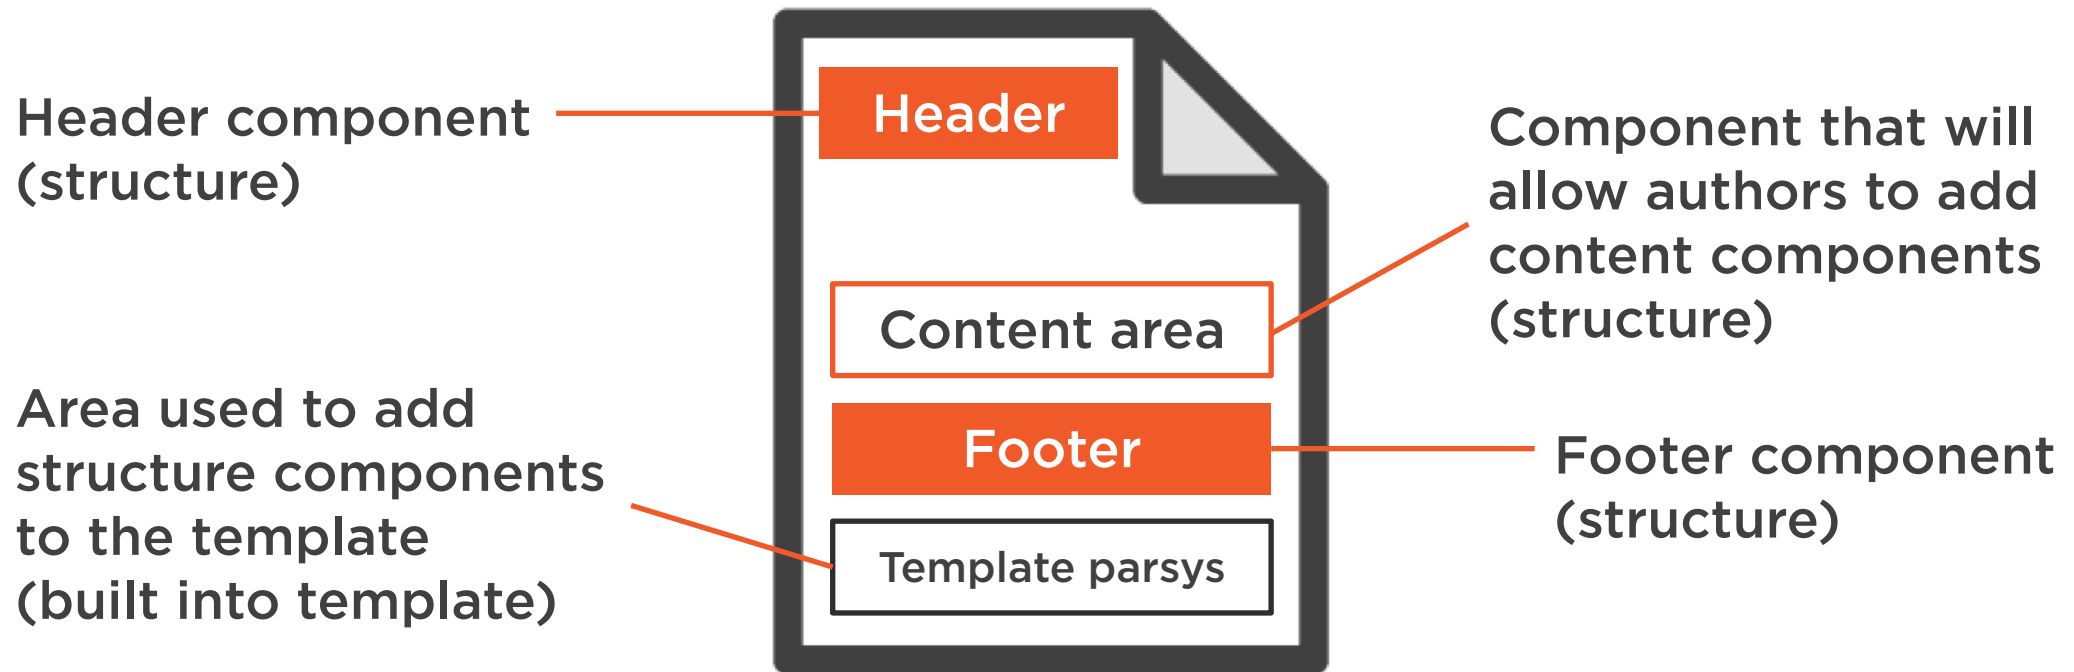 Header component
(structure)
Header
Component that will
allow authors to add
content components
(structure)
Content area
Area used to add
structure components
to the template
(built into template)
Footer
Footer component
(structure)
Template parsys